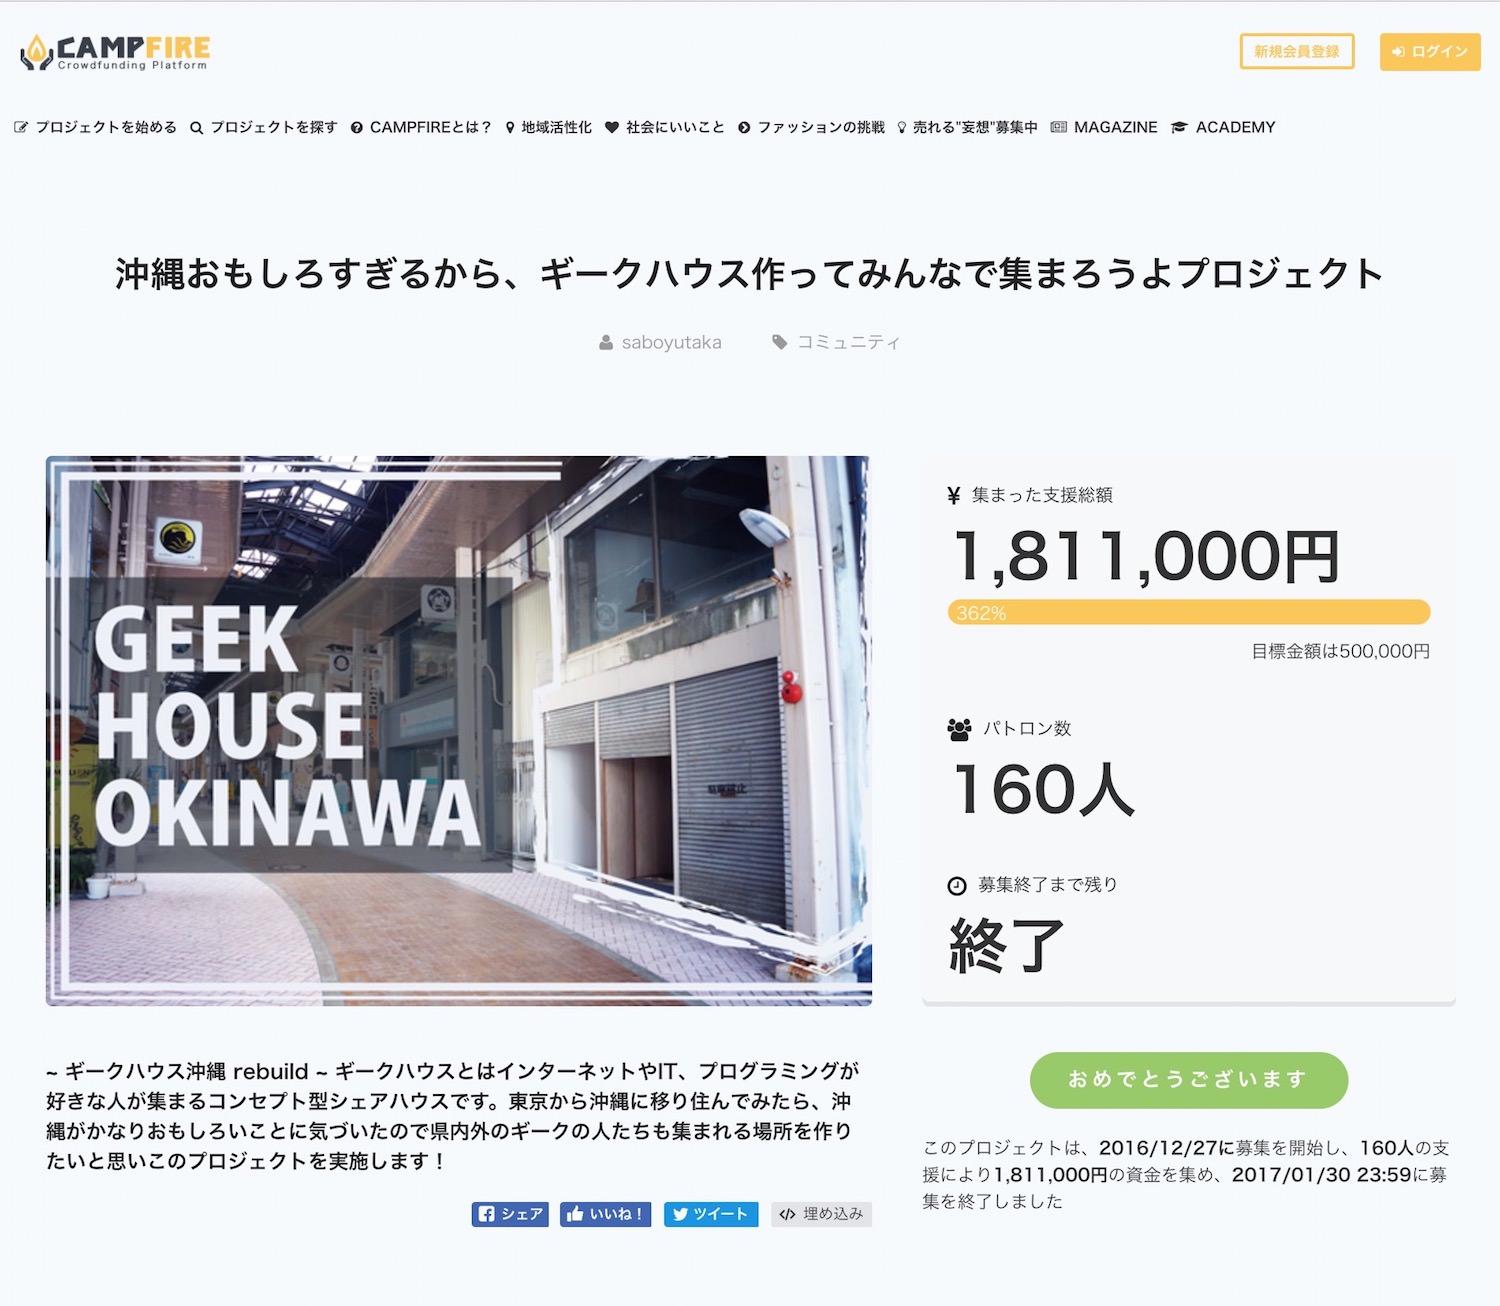 CAMPFIRE
Crowdfunding Platform
新規会員登録
ログイン
プロジェクトを始める プロジェクトを探す CAMPFIREとは？ 地域活性化 社会にいいこと ファッションの挑戦 売れる"妄想"募集中 MAGAZINE ACADEMY
沖縄おもしろすぎるから、ギークハウス作ってみんなで集まろうよプロジェクト
saboyutaka コミュニティ
GEEK
HOUSE
OKINAWA
¥ 集まった支援総額
1,811,000円
362%
目標金額は500,000円
パトロン数
160人
募集終了まで残り
終了
~ ギークハウス沖縄 rebuild ~ ギークハウスとはインターネットやIT、プログラミングが
好きな人が集まるコンセプト型シェアハウスです。東京から沖縄に移り住んでみたら、沖
縄がかなりおもしろいことに気づいたので県内外のギークの人たちも集まれる場所を作り
たいと思いこのプロジェクトを実施します！
シェア いいね！ ツイート 埋め込み
おめでとうございます
このプロジェクトは、2016/12/27に募集を開始し、160人の支
援により1,811,000円の資金を集め、2017/01/30 23:59に募
集を終了しました